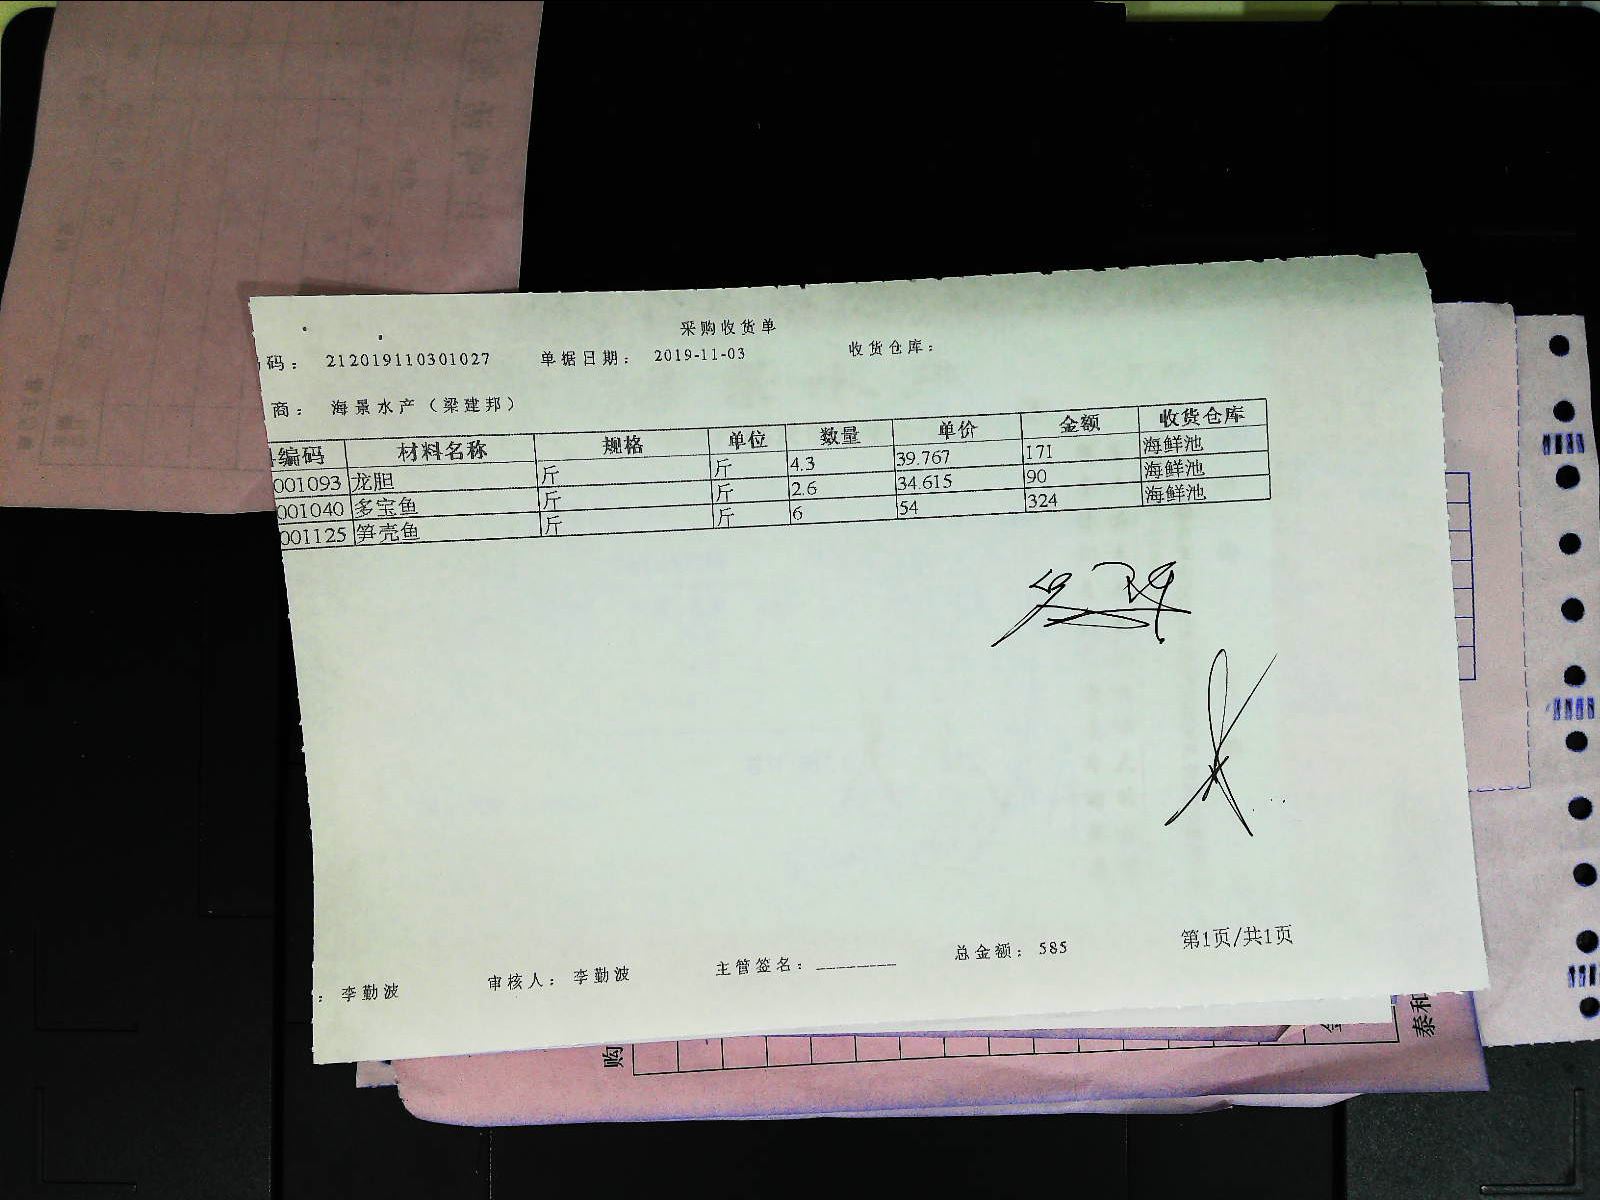 采购收货单
码： 212019110301027 单据日期： 2019-11-03 收货仓库：
商： 海景水产（梁建邦）
编码 材料名称 规格 单位 数量 单价 金额 收货仓库
001093 龙胆 斤 斤 4.3 39.767 171 海鲜池
001040 多宝鱼 斤 斤 2.6 34.615 90 海鲜池
001125 笋壳鱼 斤 斤 6 54 324 海鲜池
： 李勤波 审核人： 李勤波 主管签名：________ 总金额： 585 第1页/共1页
购
泰和